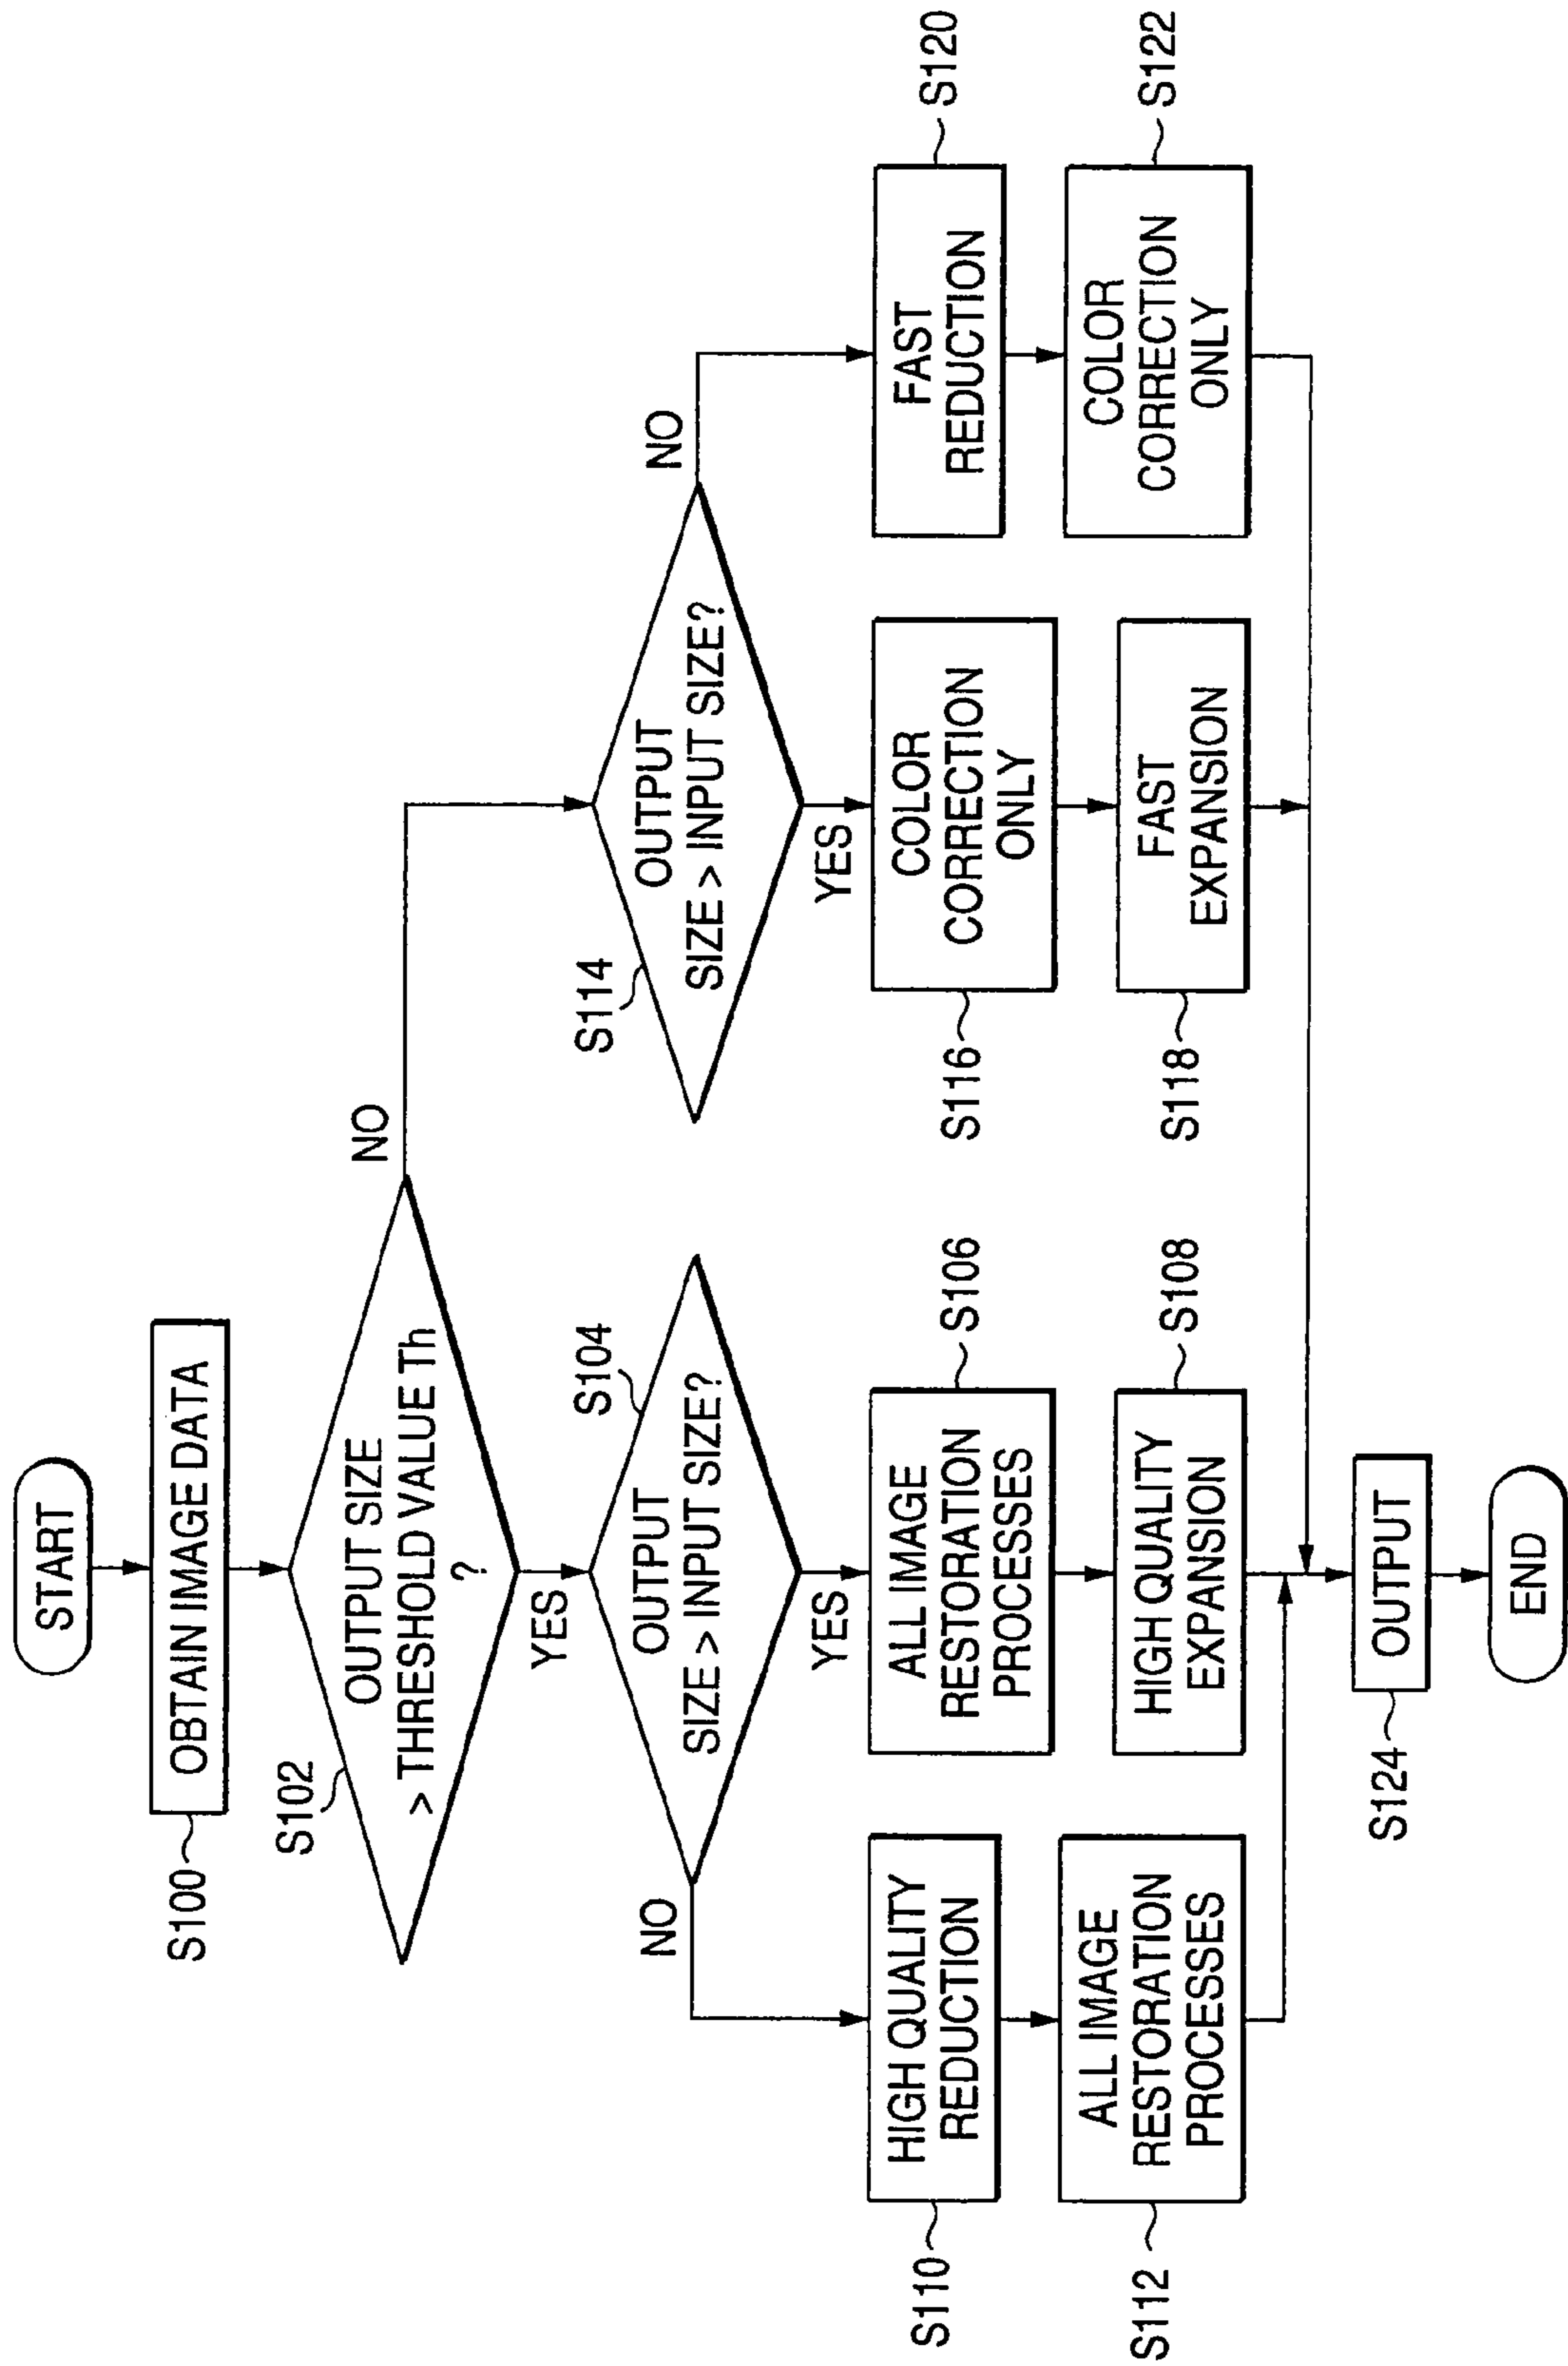 START
S100
OBTAIN IMAGE DATA
S102
OUTPUT SIZE
> THRESHOLD VALUE Th
?
NO
YES
S104
OUTPUT
SIZE > INPUT SIZE?
NO
YES
S114
OUTPUT
SIZE > INPUT SIZE?
NO
YES
S110
HIGH QUALITY
REDUCTION
S112
ALL IMAGE
RESTORATION
PROCESSES
ALL IMAGE
RESTORATION
PROCESSES
S106
HIGH QUALITY
EXPANSION
S108
S116
COLOR
CORRECTION
ONLY
S118
FAST
EXPANSION
FAST
REDUCTION
S120
COLOR
CORRECTION
ONLY
S122
S124
OUTPUT
END